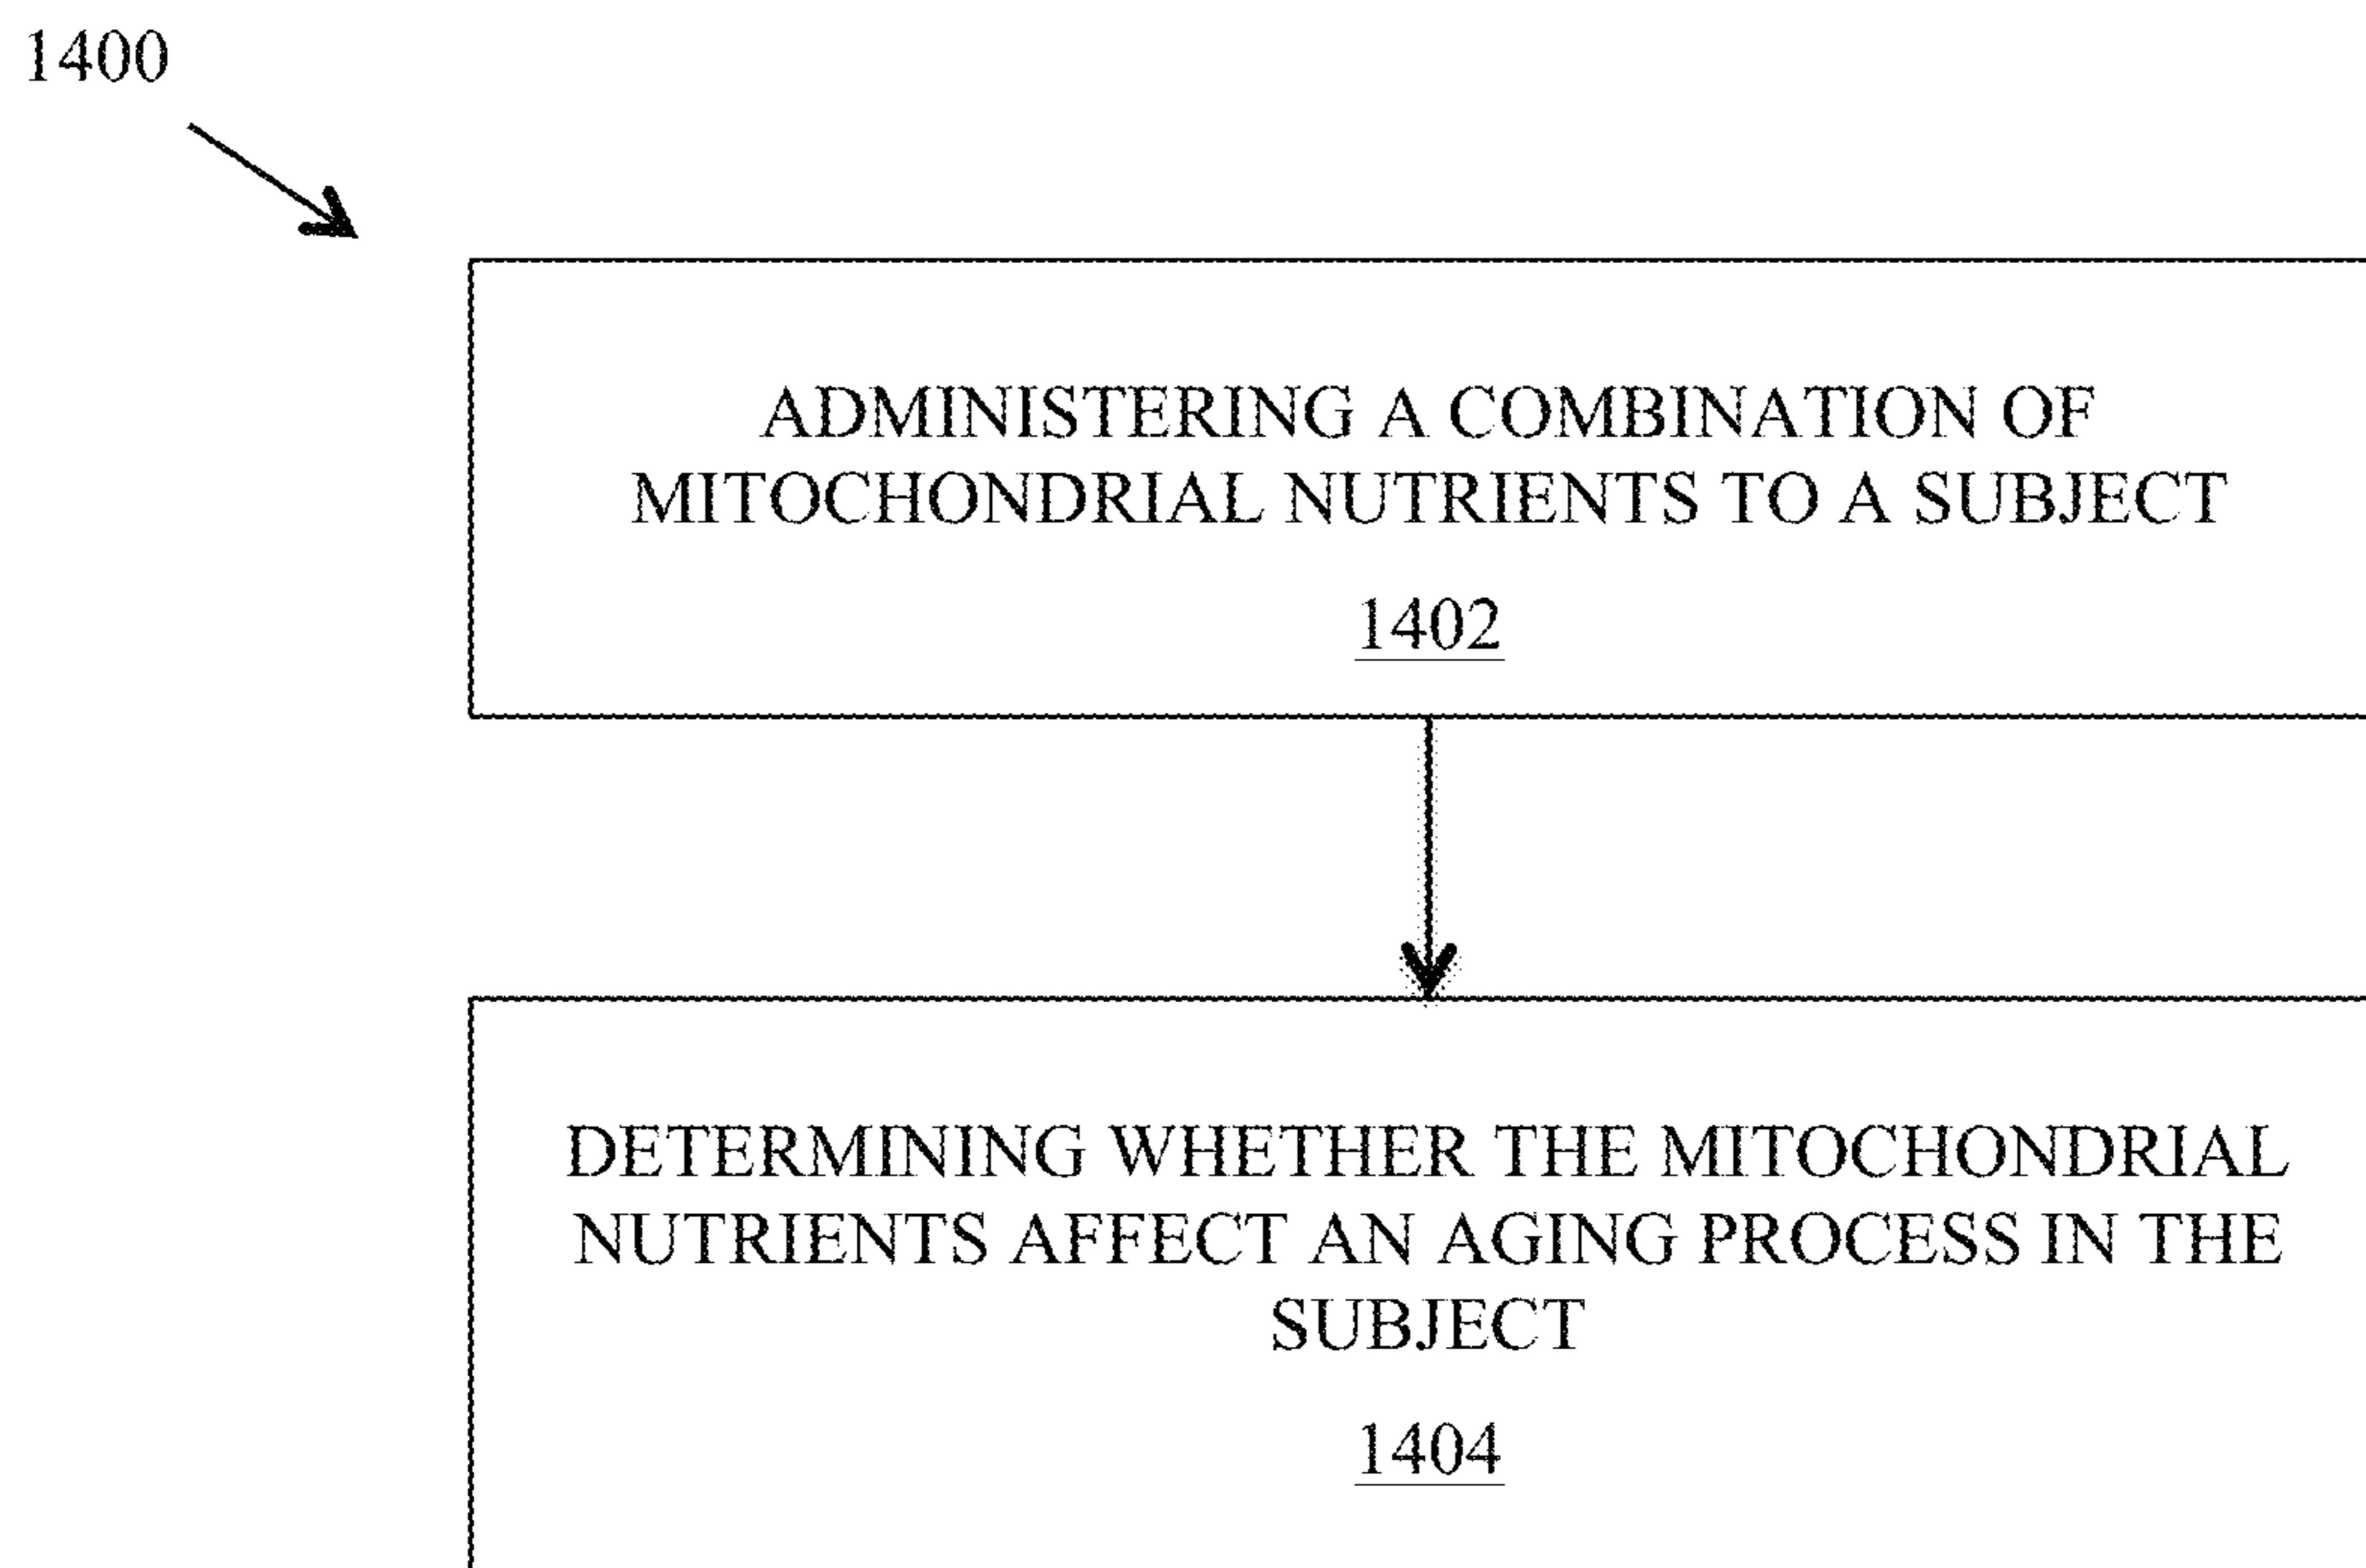 1400
ADMINISTERING A COMBINATION OF
MITOCHONDRIAL NUTRIENTS TO A SUBJECT
1402
DETERMINING WHETHER THE MITOCHONDRIAL
NUTRIENTS AFFECT AN AGING PROCESS IN THE
SUBJECT
1404